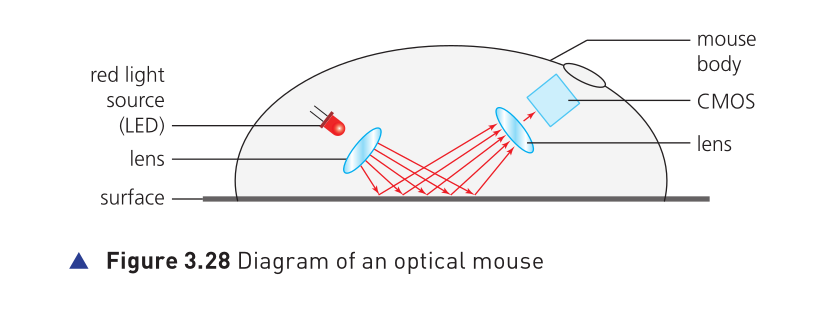 mouse
body
red light
source
(LED)
CMOS
lens
lens
surface
▲ Figure 3.28 Diagram of an optical mouse